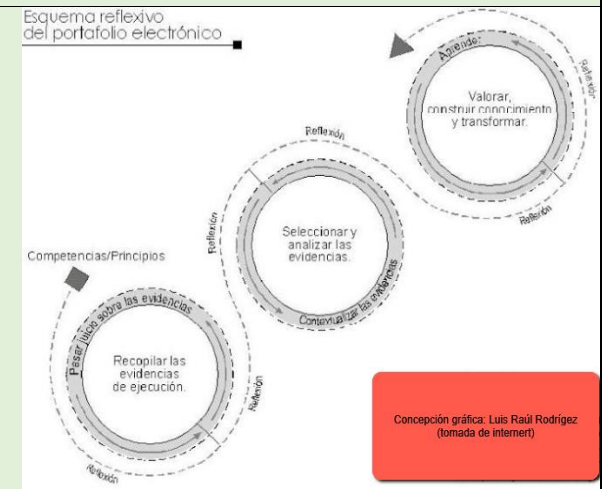 Esquema reflexivo
del portafolio electrónico
Aprender
Reflexión
Valorar,
construir conocimiento
y transformar.
Reflexión
Reflexión
Reflexión
Seleccionar y
analizar las
evidencias.
Contextualizar las evidencias
Competencias/Principios
Pasar juicio sobre las evidencias
Recopilar las
evidencias
de ejecución.
Reflexión
Reflexión
Concepción gráfica: Luis Raúl Rodrígez
(tomada de internert)